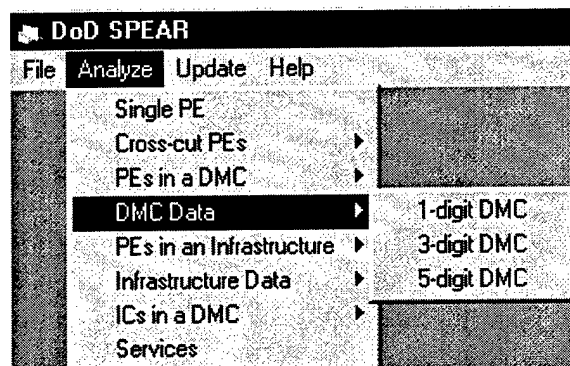 DoD SPEAR
File Analyze Update Help
Single PE
Cross-cut PEs
PEs in a DMC
DMC Data
1-digit DMC
3-digit DMC
5-digit DMC
PEs in an Infrastructure
Infrastructure Data
ICs in a DMC
Services